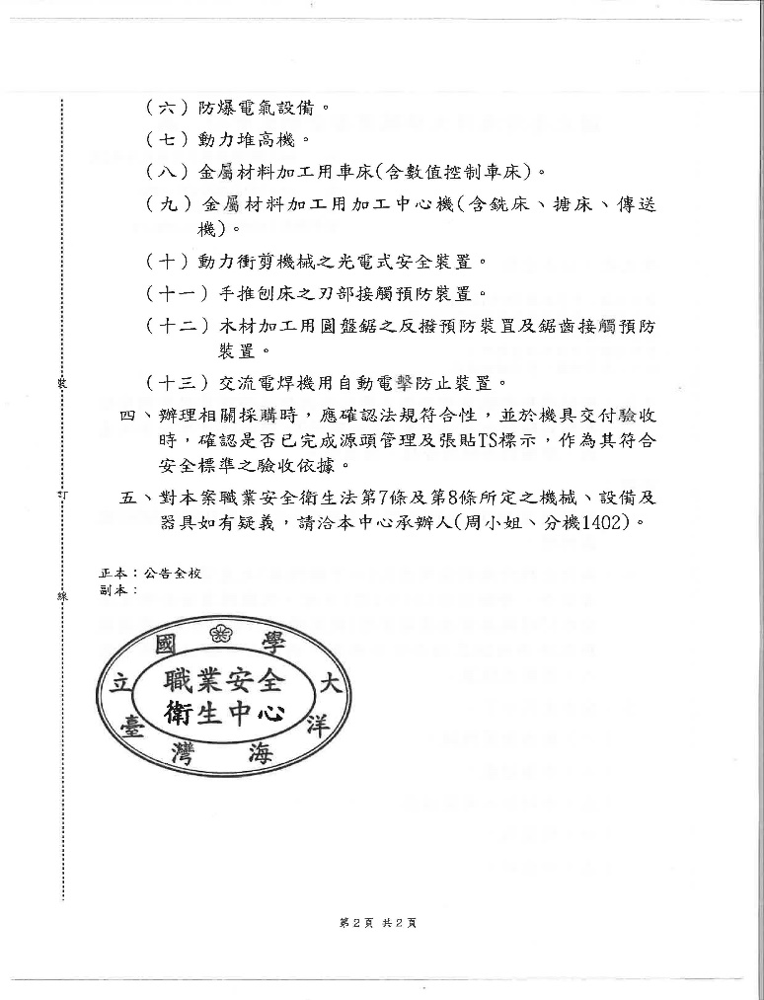 (六)防爆電氣設備。
(七)動力堆高機。
(八)金屬材料加工用車床(含數值控制車床)。
(九)金屬材料加工用加工中心機(含銑床、搪床、傳送
機)。
(十)動力衝剪機械之光電式安全裝置。
(十一)手推刨床之刃部接觸預防裝置。
(十二)木材加工用圓盤鋸之反撥預防裝置及鋸齒接觸預防
裝置。
(十三)交流電焊機用自動電擊防止裝置。
四、辦理相關採購時,應確認法規符合性,並於機具交付驗收
時,確認是否已完成源頭管理及張貼TS標示,作為其符合
安全標準之驗收依據。
五、對本案職業安全衛生法第7條及第8條所定之機械、設備及
器具如有疑義,請洽本中心承辦人(周小姐、分機1402)。
裝
訂
線
正本:公告全校
副本:
國立臺灣海洋大學
職業安全
衛生中心
第2頁 共2頁